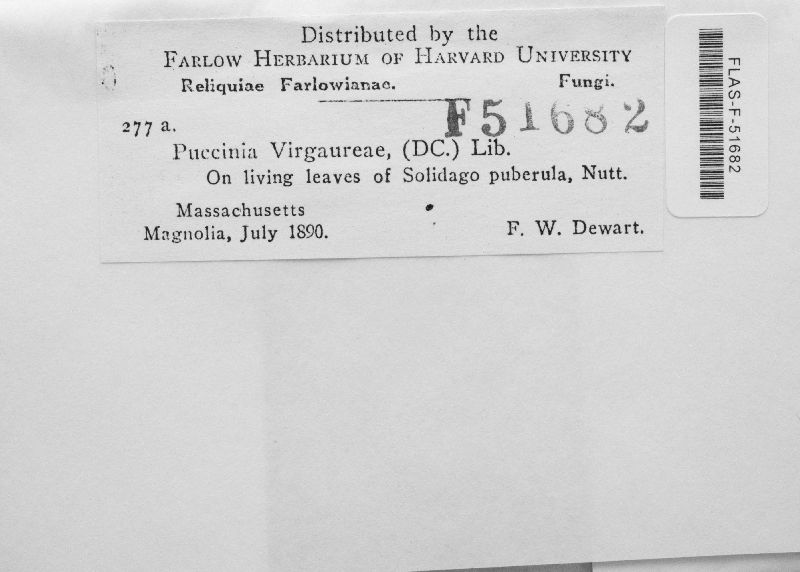 Distributed by the
FARLOW HERBARIUM OF HARVARD UNIVERSITY
Reliquiae Farlowianae. Fungi.
F51682
277 a.
Puccinia Virgaureae, (DC.) Lib.
On living leaves of Solidago puberula, Nutt.
Massachusetts
Magnolia, July 1890. F. W. Dewart.
FLAS-F-51682